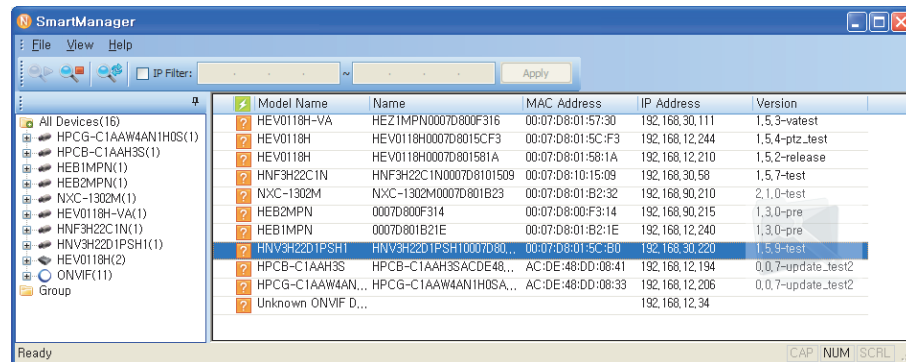 SmartManager
File View Help
IP Filter: . . . ~ . . . Apply
All Devices(16)
HPCG-C1AAW4AN1H0S(1)
HPCB-C1AAH3S(1)
HEB1MPN(1)
HEB2MPN(1)
NXC-1302M(1)
HEV0118H-VA(1)
HNF3H22C1N(1)
HNV3H22D1PSH1(1)
HEV0118H(2)
ONVIF(11)
Group
Model Name Name MAC Address IP Address Version
HEV0118H-VA HEZ1MPN0007D800F316 00:07:D8:01:57:30 192,168,30,111 1,5,3-vatest
HEV0118H HEV0118H0007D8015CF3 00:07:D8:01:5C:F3 192,168,12,244 1,5,4-ptz_test
HEV0118H HEV0118H0007D801581A 00:07:D8:01:58:1A 192,168,12,210 1,5,2-release
HNF3H22C1N HNF3H22C1N0007D8101509 00:07:D8:10:15:09 192,168,30,58 1,5,7-test
NXC-1302M NXC-1302M0007D801B23 00:07:D8:01:B2:32 192,168,90,210 2,1,0-test
HEB2MPN 0007D800F314 00:07:D8:00:F3:14 192,168,90,215 1,3,0-pre
HEB1MPN 0007D801B21E 00:07:D8:01:B2:1E 192,168,12,240 1,3,0-pre
HNV3H22D1PSH1 HNV3H22D1PSH10007D80... 00:07:D8:01:5C:B0 192,168,30,220 1,5,9-test
HPCB-C1AAH3S HPCB-C1AAH3SACDE48... AC:DE:48:DD:08:41 192,168,12,194 0,0,7-update_test2
HPCG-C1AAW4AN... HPCG-C1AAW4AN1H0SA... AC:DE:48:DD:08:33 192,168,12,206 0,0,7-update_test2
Unknown ONVIF D... 192,168,12,34
Ready CAP NUM SCRL